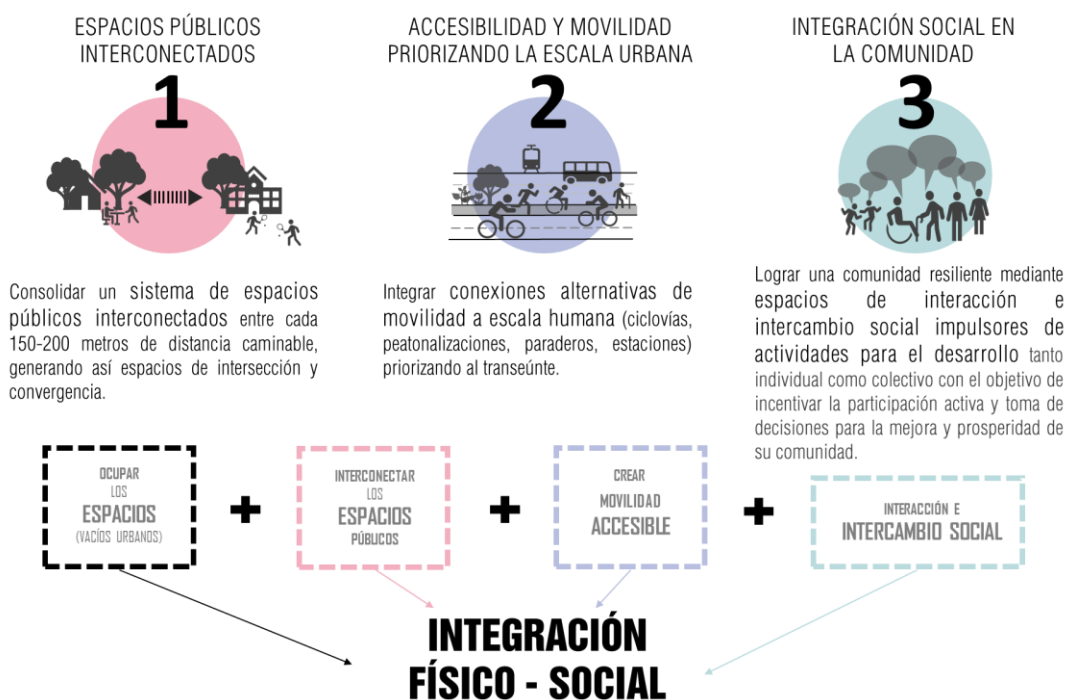 ESPACIOS PÚBLICOS
INTERCONECTADOS
1
Consolidar un sistema de espacios
públicos interconectados entre cada
150-200 metros de distancia caminable,
generando así espacios de intersección y
convergencia.
ACCESIBILIDAD Y MOVILIDAD
PRIORIZANDO LA ESCALA URBANA
2
Integrar conexiones alternativas de
movilidad a escala humana (ciclovías,
peatonalizaciones, paraderos, estaciones)
priorizando al transeúnte.
INTEGRACIÓN SOCIAL EN
LA COMUNIDAD
3
Lograr una comunidad resiliente mediante
espacios de interacción e
intercambio social impulsores de
actividades para el desarrollo tanto
individual como colectivo con el objetivo de
incentivar la participación activa y toma de
decisiones para la mejora y prosperidad de
su comunidad.
OCUPAR
LOS
ESPACIOS
(VACÍOS URBANOS)
+
INTERCONECTAR
LOS
ESPACIOS
PÚBLICOS
+
CREAR
MOVILIDAD
ACCESIBLE
+
INTERACCIÓN E
INTERCAMBIO SOCIAL
INTEGRACIÓN
FÍSICO - SOCIAL